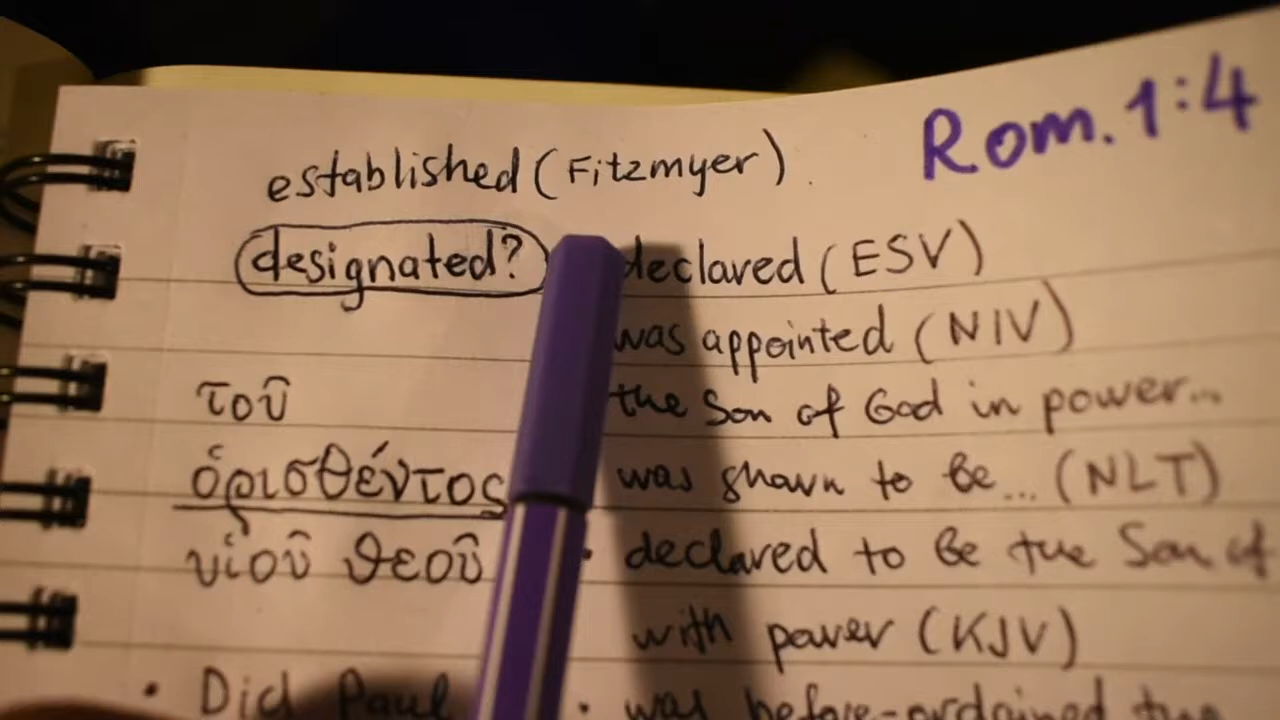 Rom. 1:4
established (Fitzmyer)
designated? declared (ESV)
was appointed (NIV)
τοῦ the Son of God in power...
ὁρισθέντος was shown to be... (NLT)
υἱοῦ θεοῦ • declared to be the Son of
with power (KJV)
• Did Paul • was before-ordained the